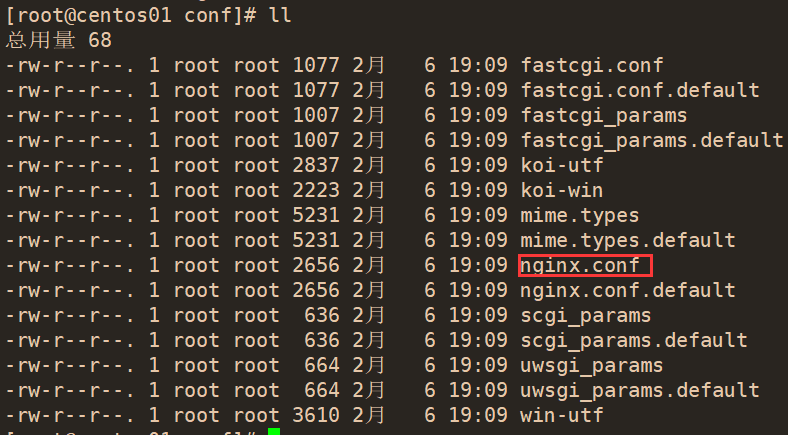 [root@centos01 conf]# ll
总用量 68
-rw-r--r--. 1 root root 1077 2月   6 19:09 fastcgi.conf
-rw-r--r--. 1 root root 1077 2月   6 19:09 fastcgi.conf.default
-rw-r--r--. 1 root root 1007 2月   6 19:09 fastcgi_params
-rw-r--r--. 1 root root 1007 2月   6 19:09 fastcgi_params.default
-rw-r--r--. 1 root root 2837 2月   6 19:09 koi-utf
-rw-r--r--. 1 root root 2223 2月   6 19:09 koi-win
-rw-r--r--. 1 root root 5231 2月   6 19:09 mime.types
-rw-r--r--. 1 root root 5231 2月   6 19:09 mime.types.default
-rw-r--r--. 1 root root 2656 2月   6 19:09 nginx.conf
-rw-r--r--. 1 root root 2656 2月   6 19:09 nginx.conf.default
-rw-r--r--. 1 root root  636 2月   6 19:09 scgi_params
-rw-r--r--. 1 root root  636 2月   6 19:09 scgi_params.default
-rw-r--r--. 1 root root  664 2月   6 19:09 uwsgi_params
-rw-r--r--. 1 root root  664 2月   6 19:09 uwsgi_params.default
-rw-r--r--. 1 root root 3610 2月   6 19:09 win-utf
[root@centos01 conf]#